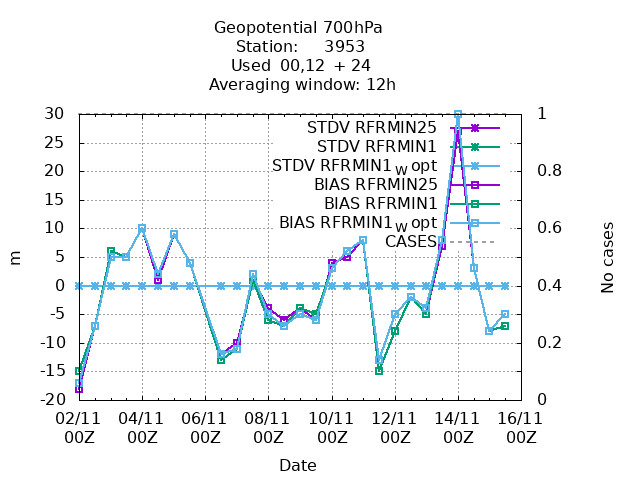 Geopotential 700hPa
Station: 3953
Used 00,12 + 24
Averaging window: 12h
30 1
STDV RFRMIN25
25
STDV RFRMIN1
STDV RFRMIN1w opt
20 0.8
BIAS RFRMIN25
15
BIAS RFRMIN1
BIAS RFRMIN1w opt
10 0.6
CASES
5
m
0 0.4
No cases
-5
-10 0.2
-15
-20 0
02/11 04/11 06/11 08/11 10/11 12/11 14/11 16/11
00Z 00Z 00Z 00Z 00Z 00Z 00Z 00Z
Date